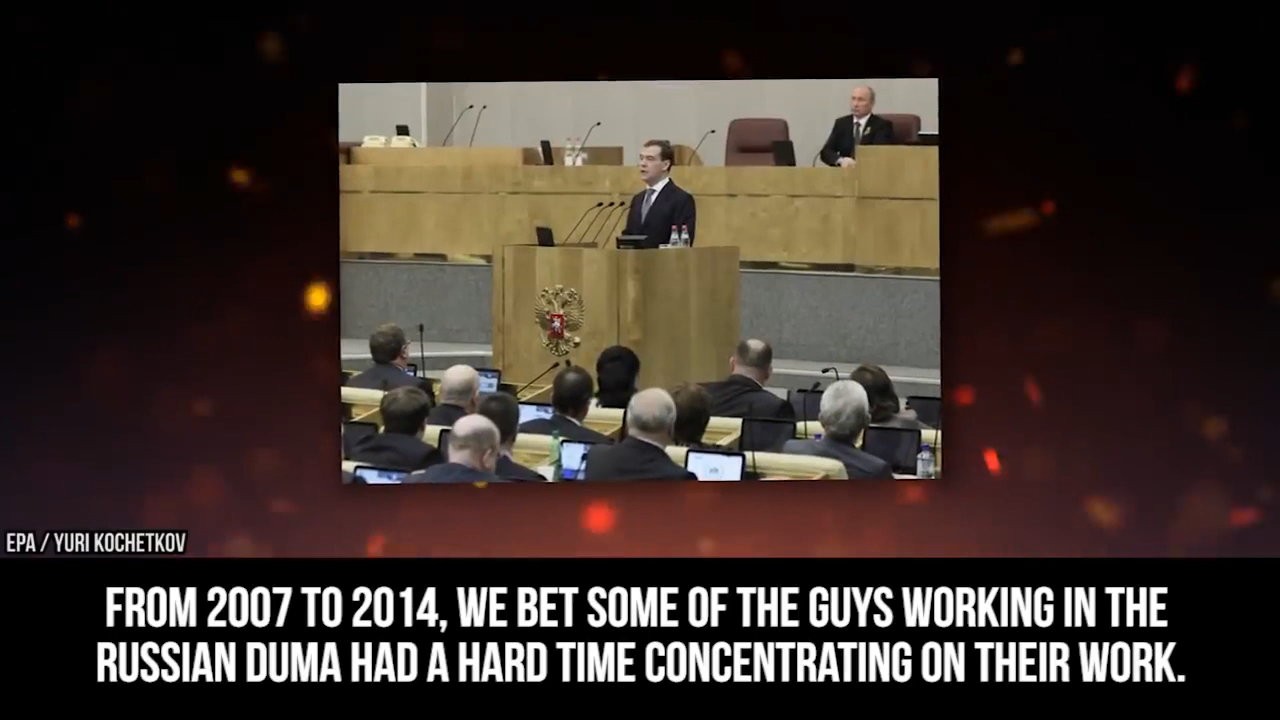 EPA / YURI KOCHETKOV
FROM 2007 TO 2014, WE BET SOME OF THE GUYS WORKING IN THE
RUSSIAN DUMA HAD A HARD TIME CONCENTRATING ON THEIR WORK.